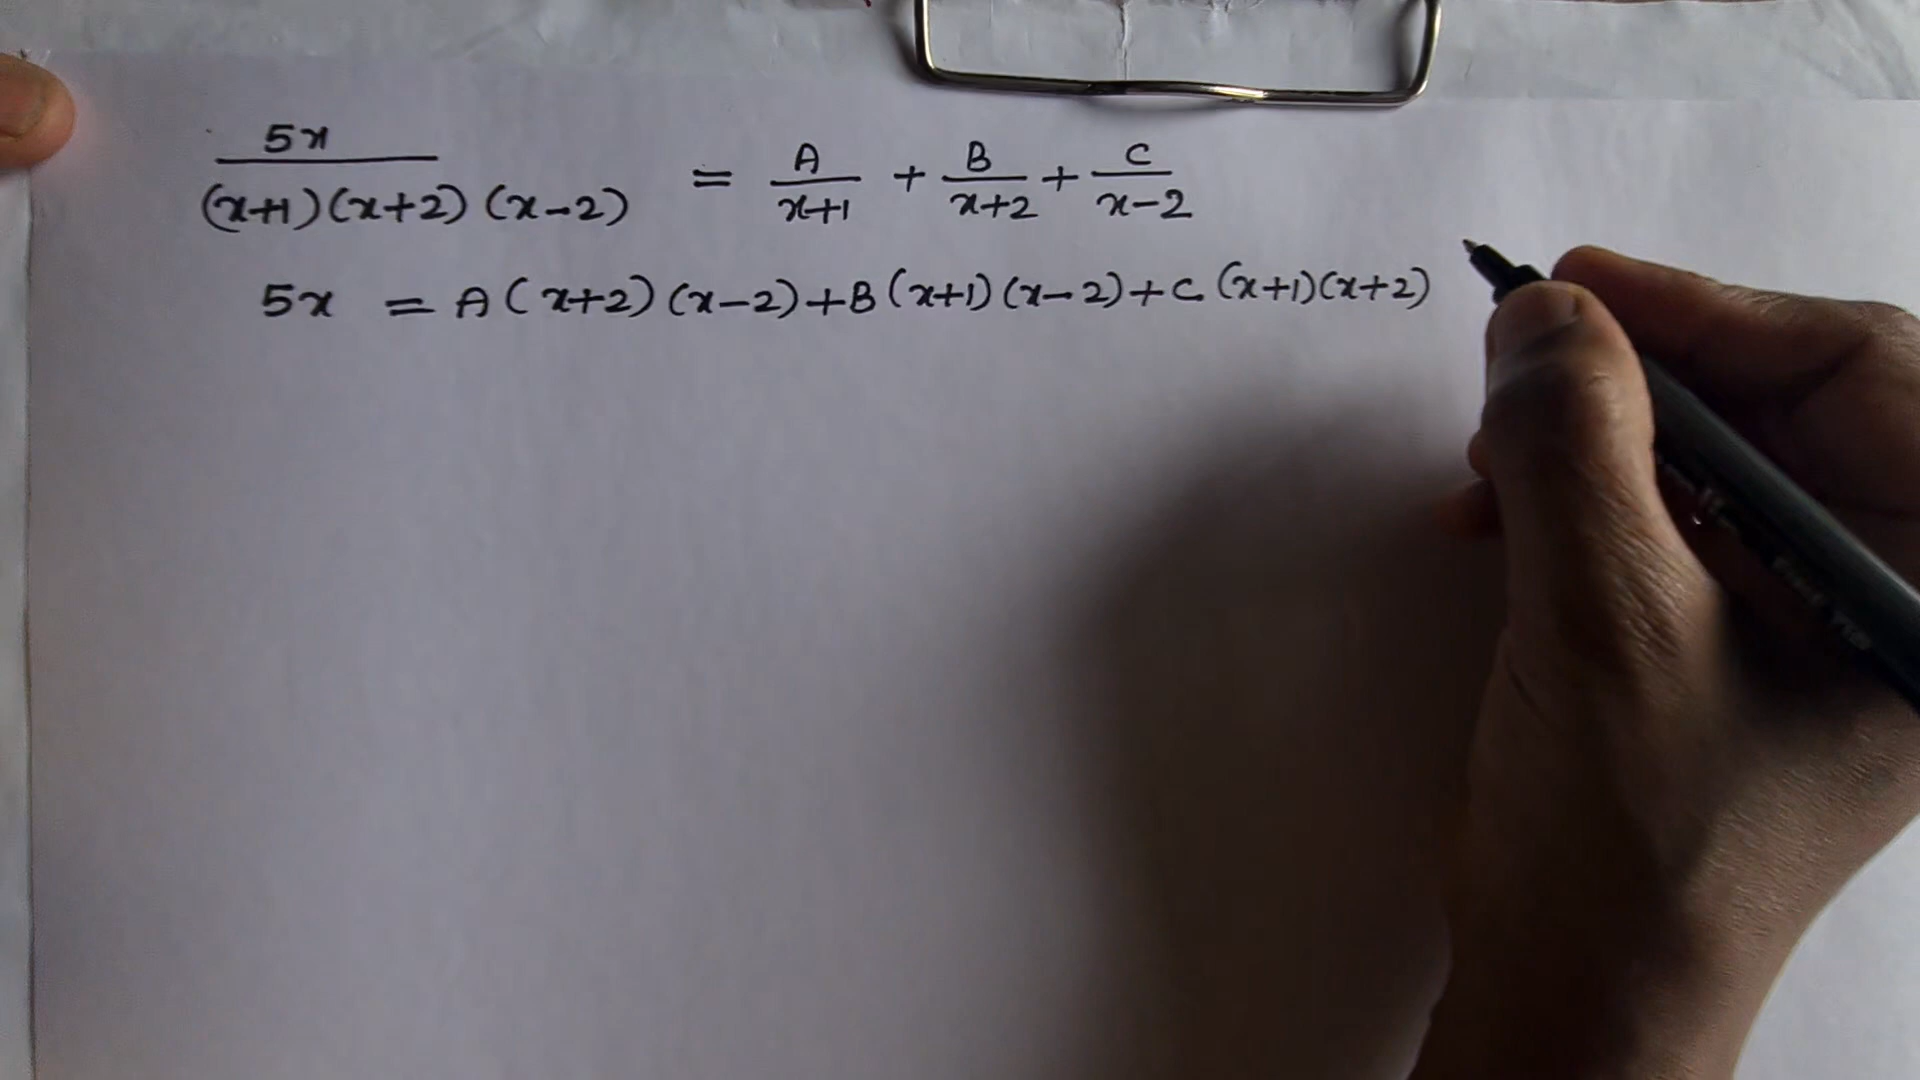 5x / (x+1)(x+2)(x-2) = A/x+1 + B/x+2 + C/x-2
5x = A(x+2)(x-2)+B(x+1)(x-2)+C(x+1)(x+2)